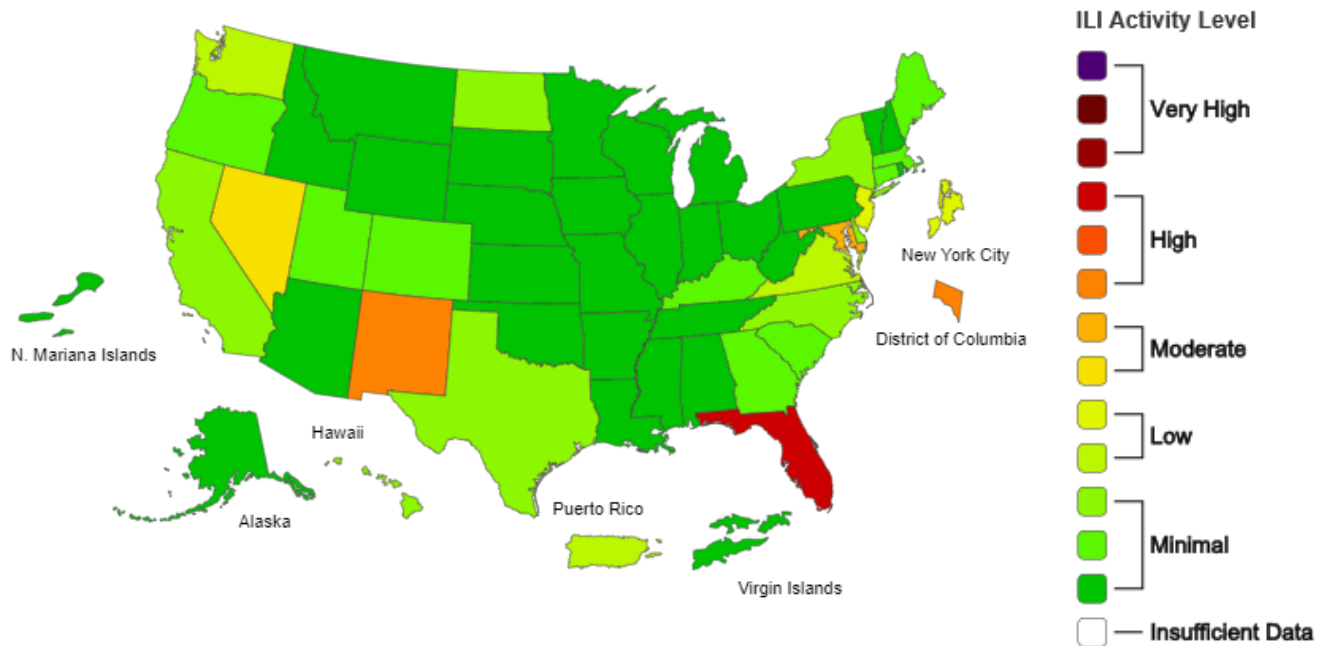 ILI Activity Level
Very High
High
Moderate
Low
Minimal
Insufficient Data
New York City
District of Columbia
N. Mariana Islands
Hawaii
Alaska
Puerto Rico
Virgin Islands